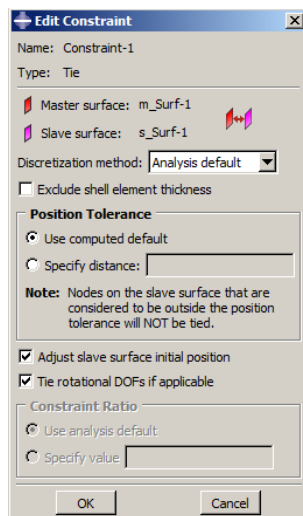 Edit Constraint
Name: Constraint-1
Type: Tie
Master surface: m_Surf-1
Slave surface: s_Surf-1
Discretization method: Analysis default
Exclude shell element thickness
Position Tolerance
Use computed default
Specify distance:
Note: Nodes on the slave surface that are
considered to be outside the position
tolerance will NOT be tied.
Adjust slave surface initial position
Tie rotational DOFs if applicable
Constraint Ratio
Use analysis default
Specify value
OK Cancel